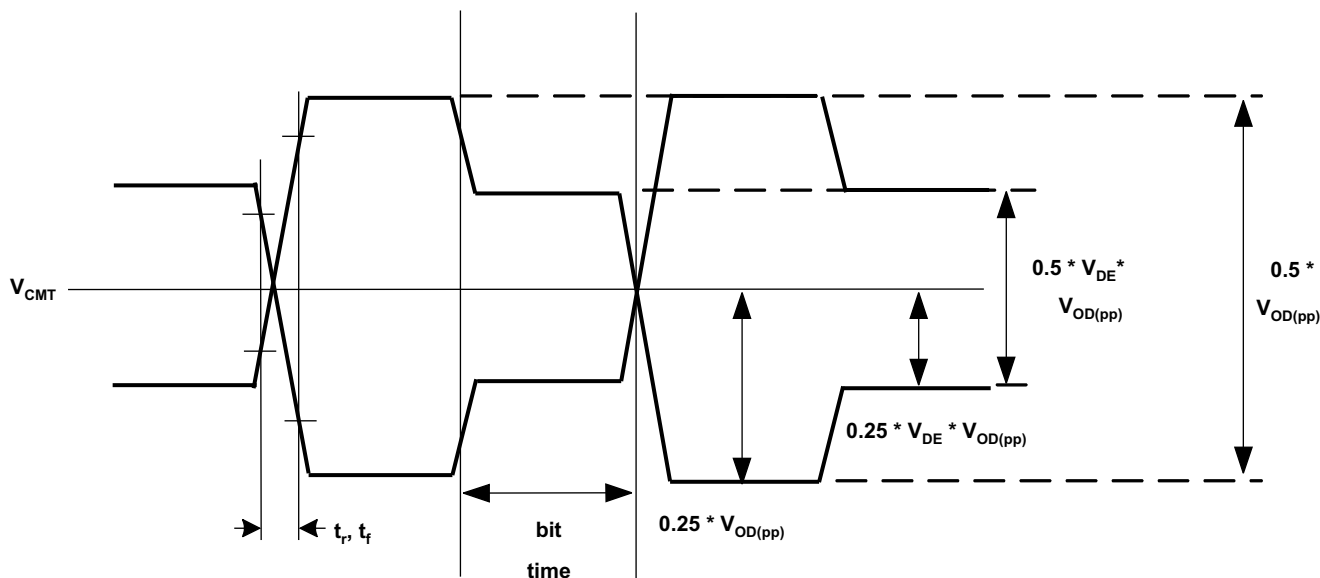 V_CMT
0.5 * V_DE*
V_OD(pp)
0.5 *
V_OD(pp)
0.25 * V_DE * V_OD(pp)
0.25 * V_OD(pp)
t_r, t_f
bit
time